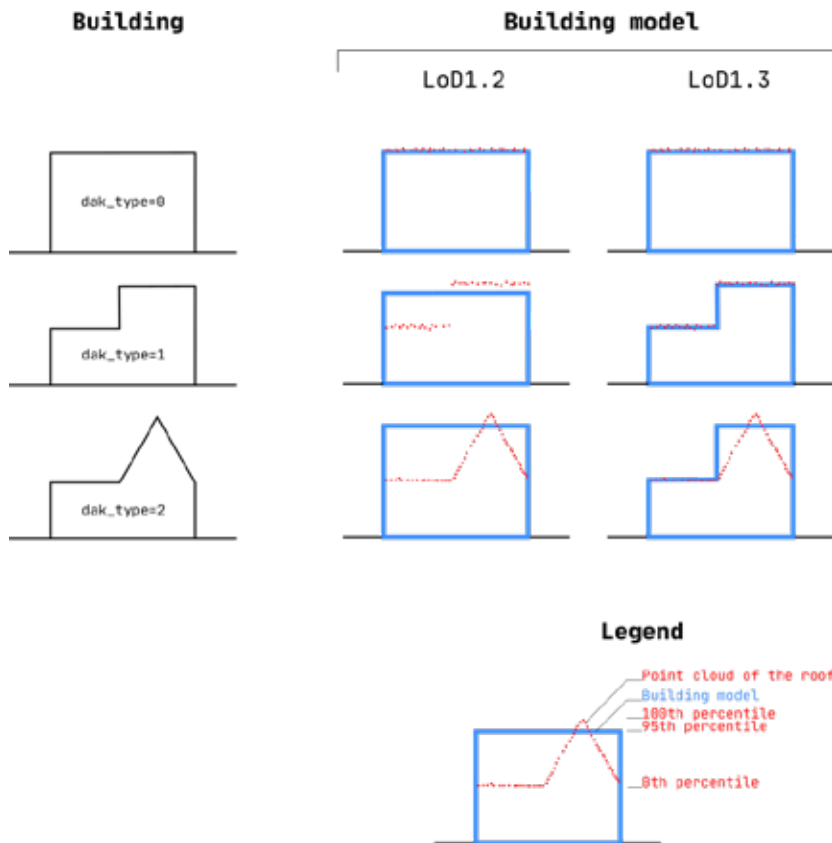 Building
Building model
LoD1.2
LoD1.3
dak_type=0
dak_type=1
dak_type=2
Legend
Point cloud of the roof
Building model
100th percentile
95th percentile
0th percentile